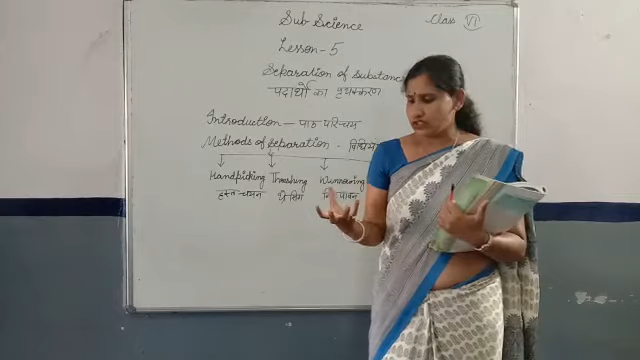 Sub Science
Class VI
Lesson - 5
Separation of Substanc
पदार्थो का पृथक्करण
Introduction — पाठ परिचय
Methods of Separation. विधि
Handpicking Threshing Winnowing
हस्त चयन थ्रेसिंग